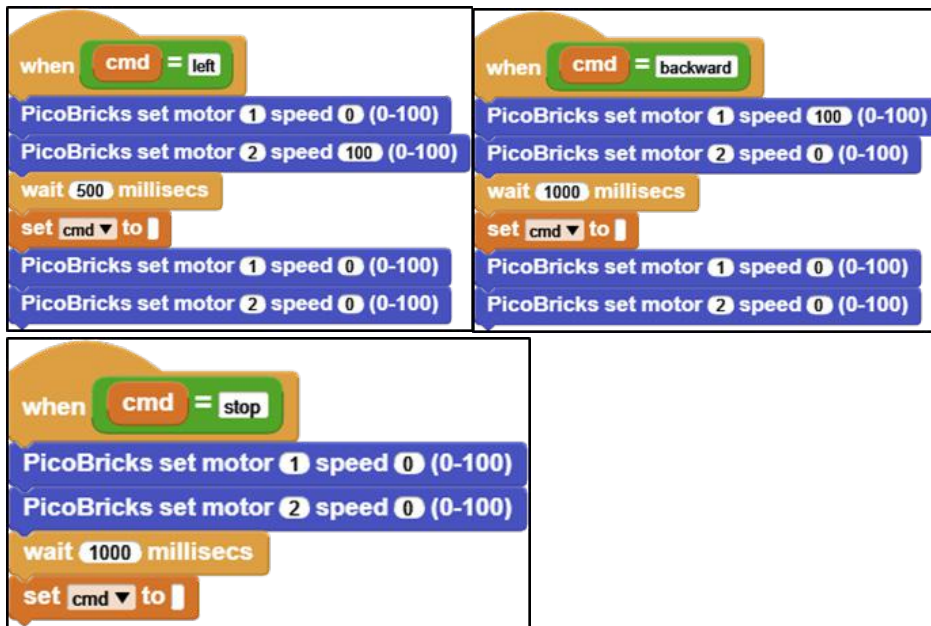 when cmd = left
PicoBricks set motor 1 speed 0 (0-100)
PicoBricks set motor 2 speed 100 (0-100)
wait 500 millisecs
set cmd ▼ to
PicoBricks set motor 1 speed 0 (0-100)
PicoBricks set motor 2 speed 0 (0-100)
when cmd = backward
PicoBricks set motor 1 speed 100 (0-100)
PicoBricks set motor 2 speed 0 (0-100)
wait 1000 millisecs
set cmd ▼ to
PicoBricks set motor 1 speed 0 (0-100)
PicoBricks set motor 2 speed 0 (0-100)
when cmd = stop
PicoBricks set motor 1 speed 0 (0-100)
PicoBricks set motor 2 speed 0 (0-100)
wait 1000 millisecs
set cmd ▼ to